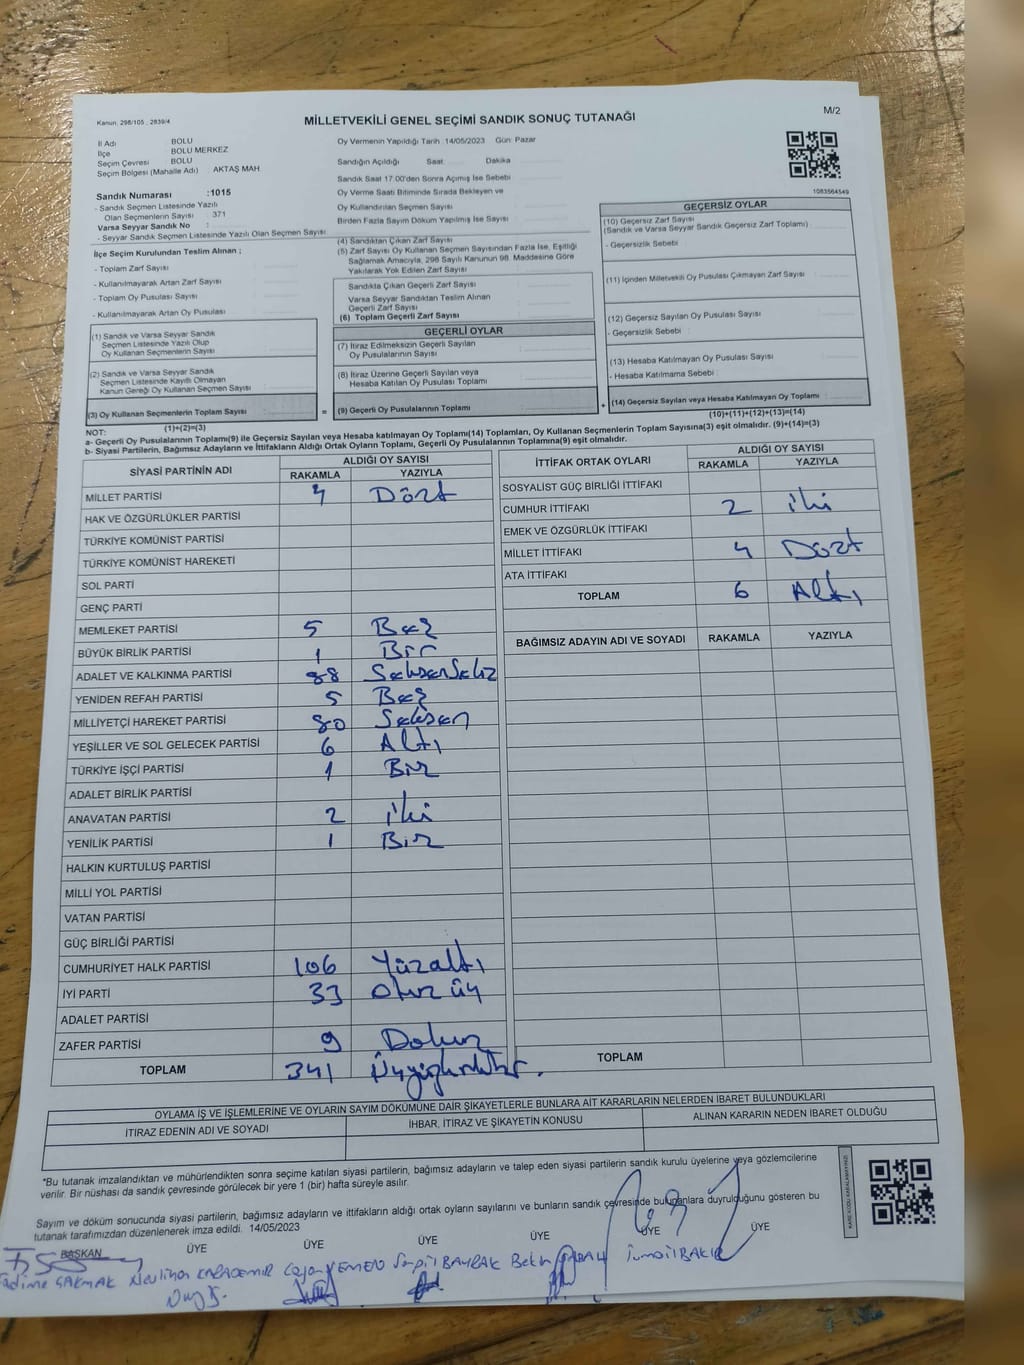 Kanun: 298/105 , 2839/4
MİLLETVEKİLİ GENEL SEÇİMİ SANDIK SONUÇ TUTANAĞI
M/2
İl Adı BOLU
İlçe BOLU MERKEZ
Seçim Çevresi BOLU
Seçim Bölgesi (Mahalle Adı) AKTAŞ MAH
Sandık Numarası :1015
- Sandık Seçmen Listesinde Yazılı
Olan Seçmenlerin Sayısı : 371
Varsa Seyyar Sandık No :
- Seyyar Sandık Seçmen Listesinde Yazılı Olan Seçmen Sayısı
Oy Vermenin Yapıldığı Tarih :14/05/2023 Gün: Pazar
Sandığın Açıldığı Saat Dakika
Sandık Saat 17.00'den Sonra Açılmış İse Sebebi
Oy Verme Saati Bitiminde Sırada Bekleyen ve
Oy Kullandırılan Seçmen Sayısı
Birden Fazla Sayım Döküm Yapılmış İse Sayısı
1083564549
İlçe Seçim Kurulundan Teslim Alınan ;
- Toplam Zarf Sayısı
- Kullanılmayarak Artan Zarf Sayısı
- Toplam Oy Pusulası Sayısı
- Kullanılmayarak Artan Oy Pusulası
(1) Sandık ve Varsa Seyyar Sandık
Seçmen Listesinde Yazılı Olup
Oy Kullanan Seçmenlerin Sayısı
(2) Sandık ve Varsa Seyyar Sandık
Seçmen Listesinde Kayıtlı Olmayan
Kanun Gereği Oy Kullanan Seçmen Sayısı
(3) Oy Kullanan Seçmenlerin Toplam Sayısı
(1)+(2)=(3)
(4) Sandıktan Çıkan Zarf Sayısı
(5) Zarf Sayısı Oy Kullanan Seçmen Sayısından Fazla İse, Eşitliği
Sağlamak Amacıyla, 298 Sayılı Kanunun 98. Maddesine Göre
Yakılarak Yok Edilen Zarf Sayısı
Sandıkta Çıkan Geçerli Zarf Sayısı
Varsa Seyyar Sandıktan Teslim Alınan
Geçerli Zarf Sayısı
(6) Toplam Geçerli Zarf Sayısı
GEÇERLİ OYLAR
(7) İtiraz Edilmeksizin Geçerli Sayılan
Oy Pusulalarının Sayısı
(8) İtiraz Üzerine Geçerli Sayılan veya
Hesaba Katılan Oy Pusulası Toplamı
= (9) Geçerli Oy Pusulalarının Toplamı
GEÇERSİZ OYLAR
(10) Geçersiz Zarf Sayısı
(Sandık ve Varsa Seyyar Sandık Geçersiz Zarf Toplamı)
- Geçersizlik Sebebi
(11) İçinden Milletvekili Oy Pusulası Çıkmayan Zarf Sayısı
(12) Geçersiz Sayılan Oy Pusulası Sayısı
- Geçersizlik Sebebi
(13) Hesaba Katılmayan Oy Pusulası Sayısı
- Hesaba Katılmama Sebebi
+ (14) Geçersiz Sayılan veya Hesaba Katılmayan Oy Toplamı
(10)+(11)+(12)+(13)=(14)
NOT:
a- Geçerli Oy Pusulalarının Toplamı(9) ile Geçersiz Sayılan veya Hesaba katılmayan Oy Toplamı(14) Toplamları, Oy Kullanan Seçmenlerin Toplam Sayısına(3) eşit olmalıdır. (9)+(14)=(3)
b- Siyasi Partilerin, Bağımsız Adayların ve İttifakların Aldığı Ortak Oyların Toplamı, Geçerli Oy Pusulalarının Toplamına(9) eşit olmalıdır.
SİYASİ PARTİNİN ADI ALDIĞI OY SAYISI
RAKAMLA YAZIYLA
MİLLET PARTİSİ 4 Dört
HAK VE ÖZGÜRLÜKLER PARTİSİ
TÜRKİYE KOMÜNİST PARTİSİ
TÜRKİYE KOMÜNİST HAREKETİ
SOL PARTİ
GENÇ PARTİ
MEMLEKET PARTİSİ 5 Beş
BÜYÜK BİRLİK PARTİSİ 1 Bir
ADALET VE KALKINMA PARTİSİ 88 SeksenSekiz
YENİDEN REFAH PARTİSİ 5 Beş
MİLLİYETÇİ HAREKET PARTİSİ 80 Seksen
YEŞİLLER VE SOL GELECEK PARTİSİ 6 Altı
TÜRKİYE İŞÇİ PARTİSİ 1 Bir
ADALET BİRLİK PARTİSİ
ANAVATAN PARTİSİ 2 iki
YENİLİK PARTİSİ 1 Bir
HALKIN KURTULUŞ PARTİSİ
MİLLİ YOL PARTİSİ
VATAN PARTİSİ
GÜÇ BİRLİĞİ PARTİSİ
CUMHURİYET HALK PARTİSİ 106 Yüzaltı
İYİ PARTİ 33 Otuz üç
ADALET PARTİSİ
ZAFER PARTİSİ 9 Dokuz
TOPLAM 341 Üçyüzkırkbir.
İTTİFAK ORTAK OYLARI ALDIĞI OY SAYISI
RAKAMLA YAZIYLA
SOSYALİST GÜÇ BİRLİĞİ İTTİFAKI
CUMHUR İTTİFAKI 2 iki
EMEK VE ÖZGÜRLÜK İTTİFAKI
MİLLET İTTİFAKI 4 Dört
ATA İTTİFAKI
TOPLAM 6 Altı
BAĞIMSIZ ADAYIN ADI VE SOYADI RAKAMLA YAZIYLA
TOPLAM
OYLAMA İŞ VE İŞLEMLERİNE VE OYLARIN SAYIM DÖKÜMÜNE DAİR ŞİKAYETLERLE BUNLARA AİT KARARLARIN NELERDEN İBARET BULUNDUKLARI
İTİRAZ EDENİN ADI VE SOYADI İHBAR, İTİRAZ VE ŞİKAYETİN KONUSU ALINAN KARARIN NEDEN İBARET OLDUĞU
*Bu tutanak imzalandıktan ve mühürlendikten sonra seçime katılan siyasi partilerin, bağımsız adayların ve talep eden siyasi partilerin sandık kurulu üyelerine veya gözlemcilerine
verilir. Bir nüshası da sandık çevresinde görülecek bir yere 1 (bir) hafta süreyle asılır.
Sayım ve döküm sonucunda siyasi partilerin, bağımsız adayların ve ittifakların aldığı ortak oyların sayılarını ve bunların sandık çevresinde bulunanlara duyrulduğunu gösteren bu
tutanak tarafımızdan düzenlenerek imza edildi. 14/05/2023
KARE KODU KARALAMAYINIZ!
BAŞKAN ÜYE ÜYE ÜYE ÜYE ÜYE ÜYE
Fadime SAKMAK Neslihan KARADEMİR YEMEN BAYRAK Bekir İsmail BAKIR